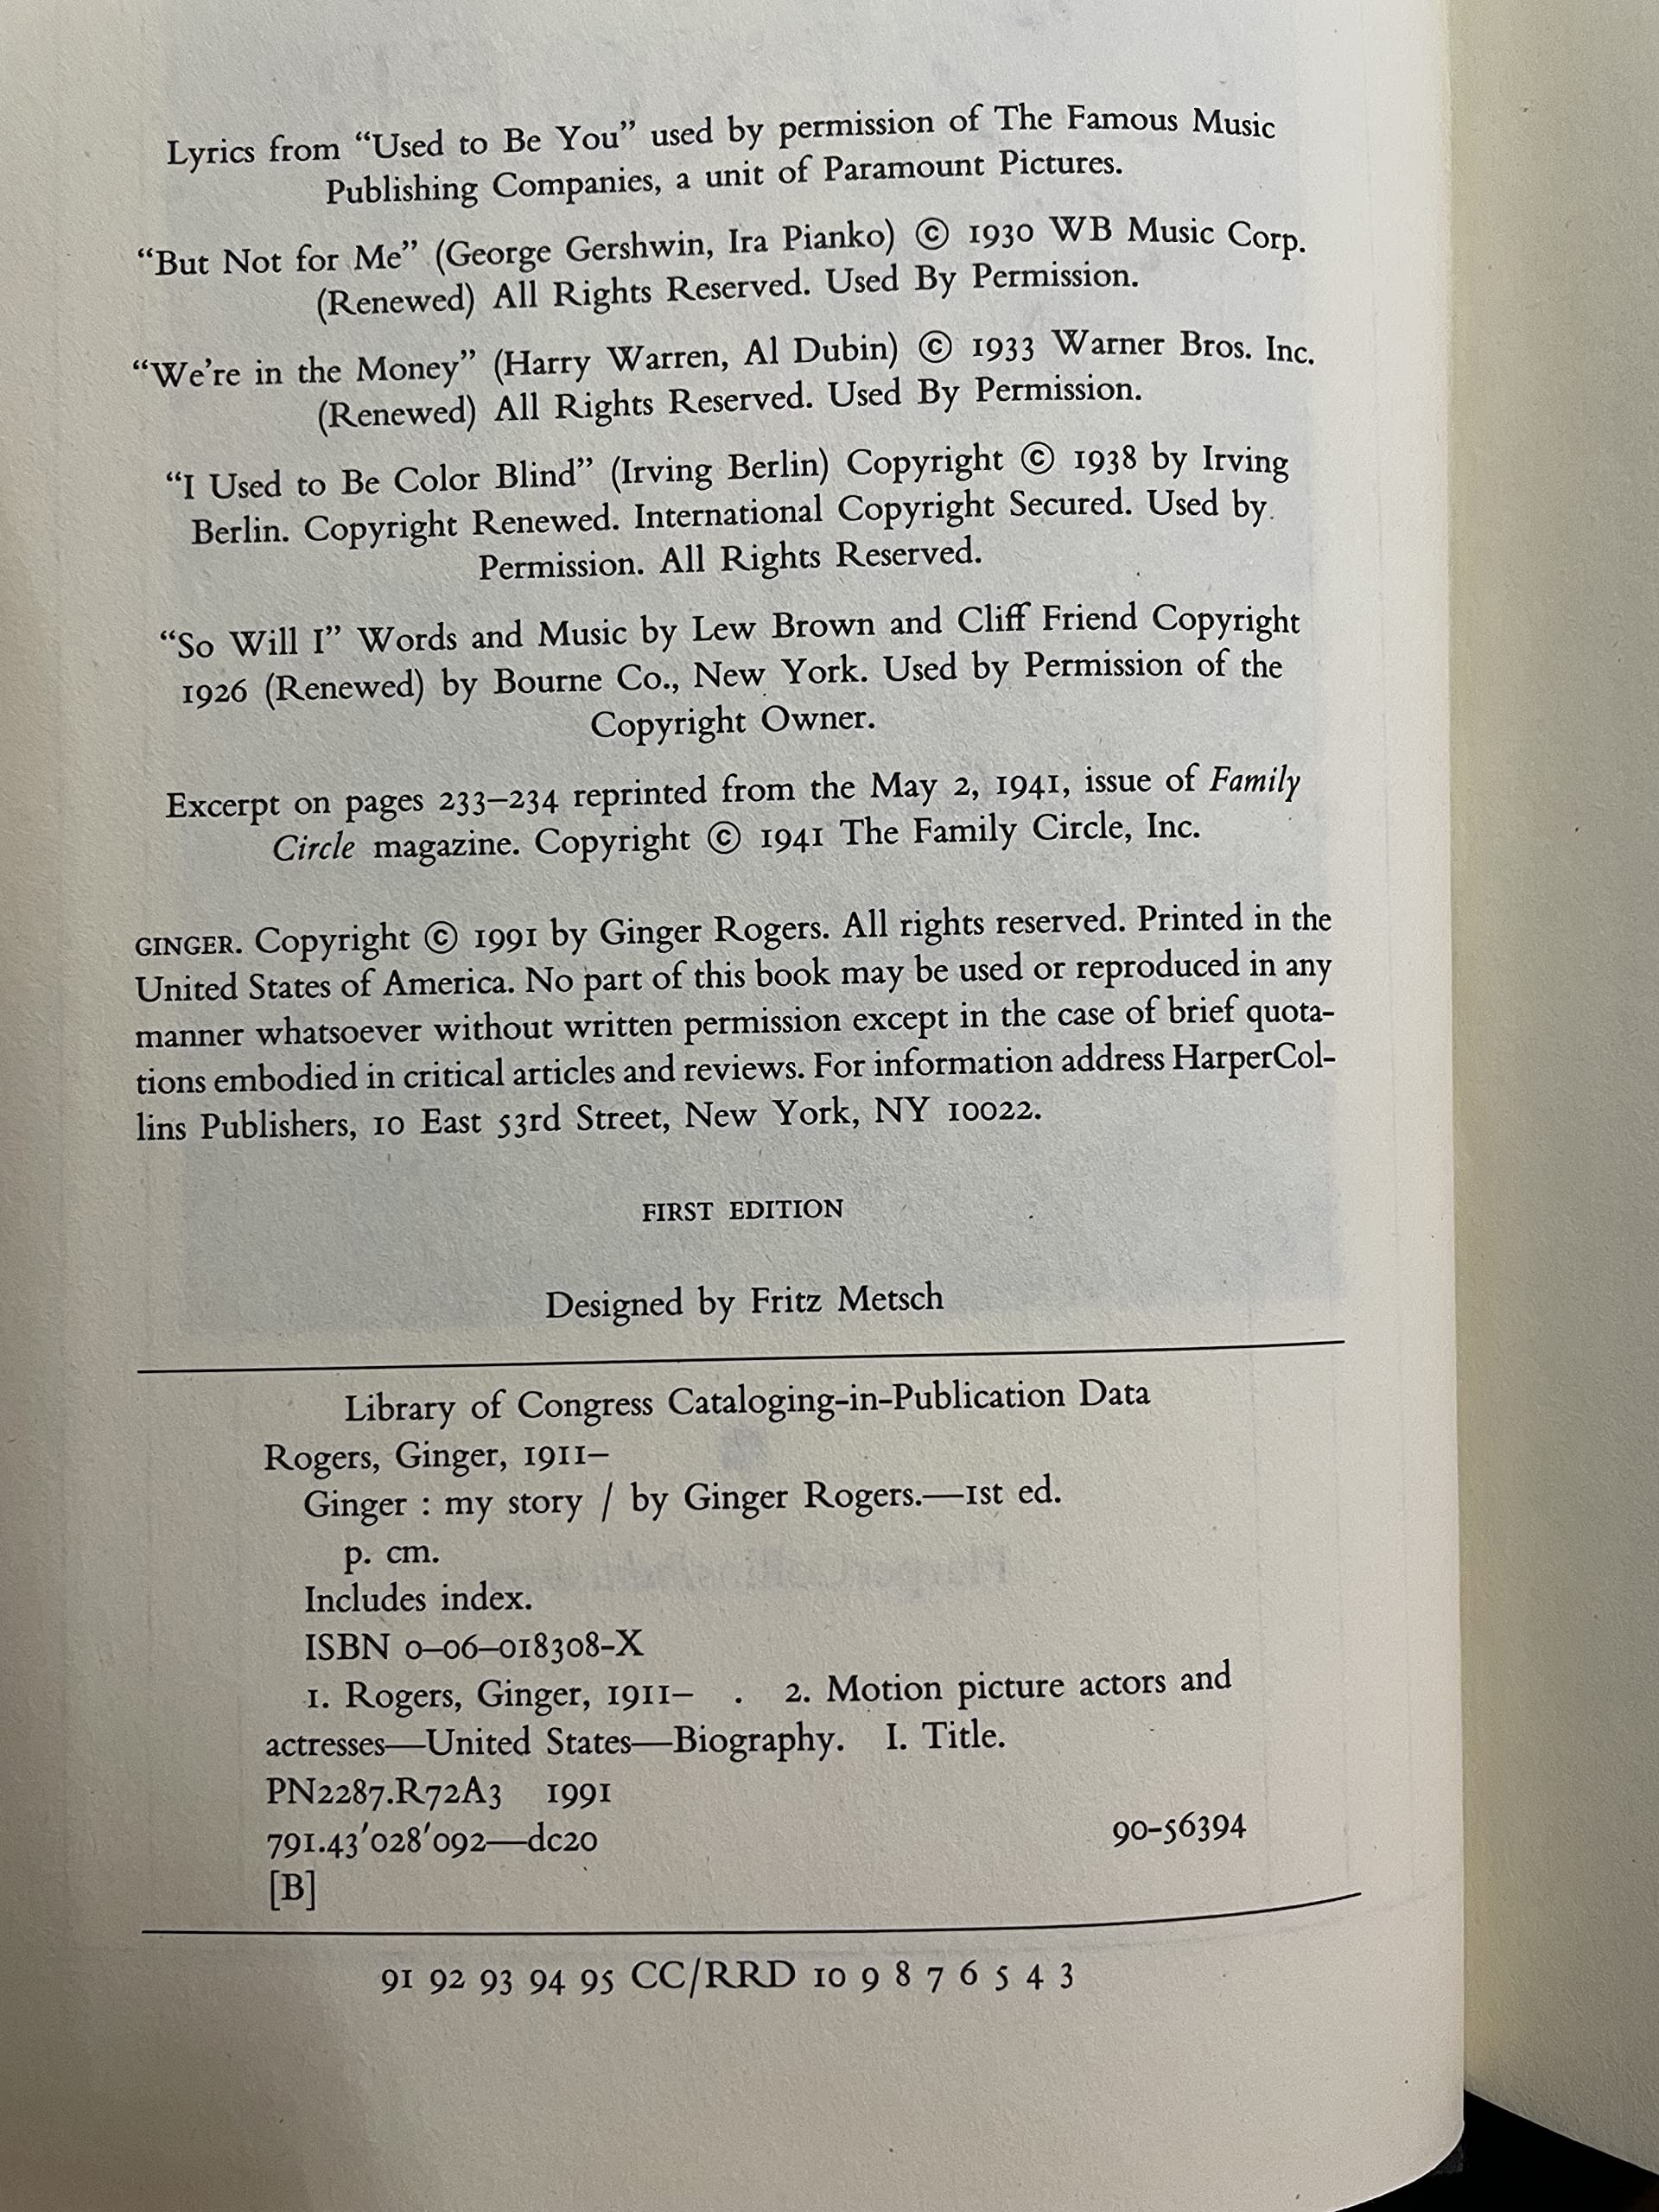 Lyrics from “Used to Be You” used by permission of The Famous Music
Publishing Companies, a unit of Paramount Pictures.
“But Not for Me” (George Gershwin, Ira Pianko) © 1930 WB Music Corp.
(Renewed) All Rights Reserved. Used By Permission.
“We’re in the Money” (Harry Warren, Al Dubin) © 1933 Warner Bros. Inc.
(Renewed) All Rights Reserved. Used By Permission.
“I Used to Be Color Blind” (Irving Berlin) Copyright © 1938 by Irving
Berlin. Copyright Renewed. International Copyright Secured. Used by
Permission. All Rights Reserved.
“So Will I” Words and Music by Lew Brown and Cliff Friend Copyright
1926 (Renewed) by Bourne Co., New York. Used by Permission of the
Copyright Owner.
Excerpt on pages 233–234 reprinted from the May 2, 1941, issue of Family
Circle magazine. Copyright © 1941 The Family Circle, Inc.
GINGER. Copyright © 1991 by Ginger Rogers. All rights reserved. Printed in the
United States of America. No part of this book may be used or reproduced in any
manner whatsoever without written permission except in the case of brief quota-
tions embodied in critical articles and reviews. For information address HarperCol-
lins Publishers, 10 East 53rd Street, New York, NY 10022.
FIRST EDITION
Designed by Fritz Metsch
Library of Congress Cataloging-in-Publication Data
Rogers, Ginger, 1911–
Ginger : my story / by Ginger Rogers.—1st ed.
p. cm.
Includes index.
ISBN 0–06–018308–X
1. Rogers, Ginger, 1911– . 2. Motion picture actors and
actresses—United States—Biography. I. Title.
PN2287.R72A3 1991
791.43′028′092—dc20 90-56394
[B]
91 92 93 94 95 CC/RRD 10 9 8 7 6 5 4 3